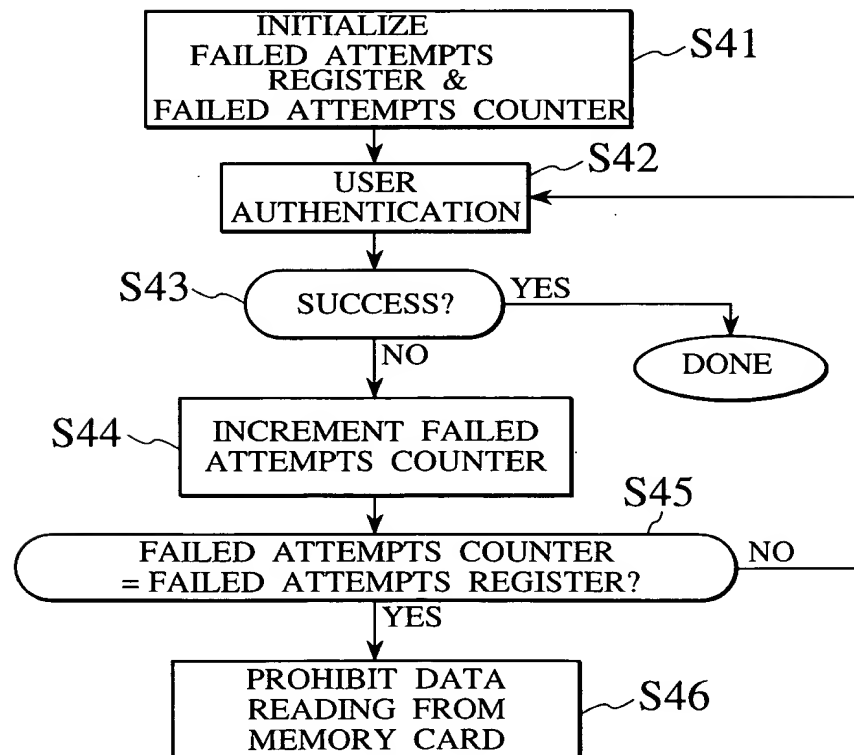 INITIALIZE
FAILED ATTEMPTS
REGISTER &
FAILED ATTEMPTS COUNTER
S41
USER
AUTHENTICATION
S42
S43
SUCCESS?
YES
NO
DONE
S44
INCREMENT FAILED
ATTEMPTS COUNTER
S45
FAILED ATTEMPTS COUNTER
= FAILED ATTEMPTS REGISTER?
NO
YES
PROHIBIT DATA
READING FROM
MEMORY CARD
S46